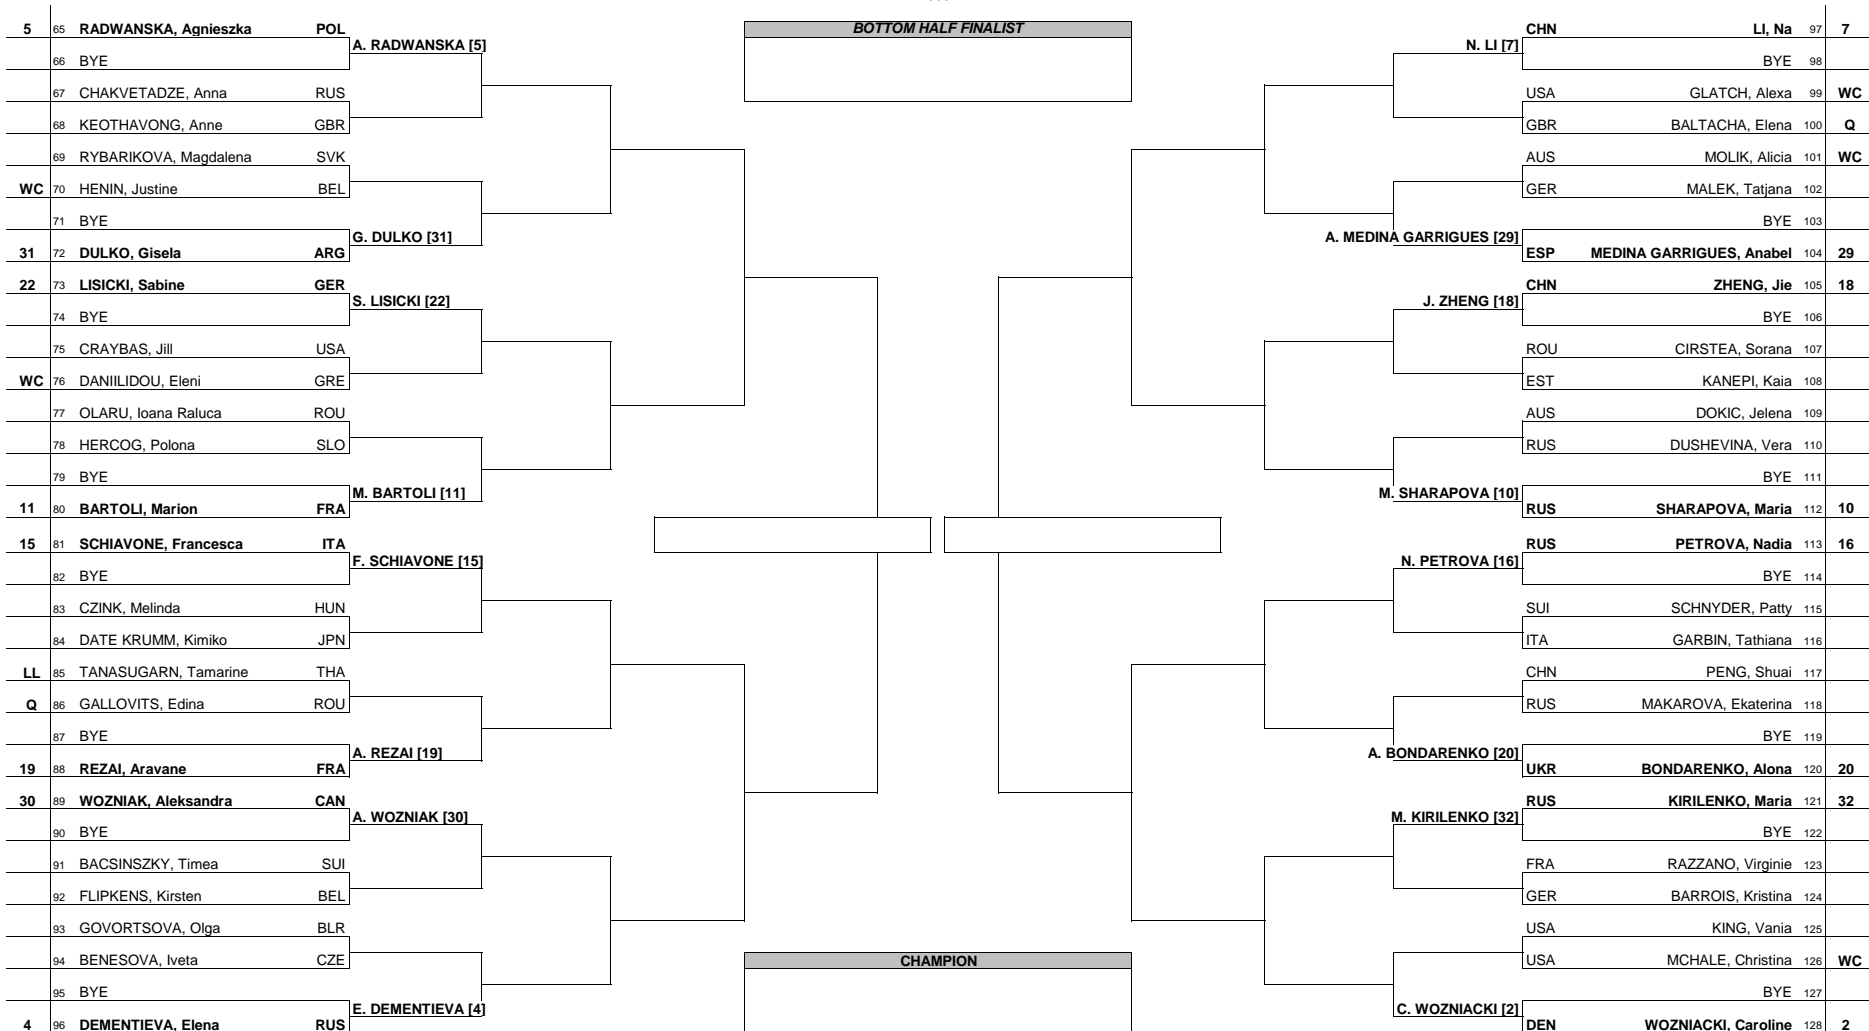 5 65 RADWANSKA, Agnieszka POL
A. RADWANSKA [5]
66 BYE
67 CHAKVETADZE, Anna RUS
68 KEOTHAVONG, Anne GBR
69 RYBARIKOVA, Magdalena SVK
WC 70 HENIN, Justine BEL
71 BYE
G. DULKO [31]
31 72 DULKO, Gisela ARG
22 73 LISICKI, Sabine GER
S. LISICKI [22]
74 BYE
75 CRAYBAS, Jill USA
WC 76 DANIILIDOU, Eleni GRE
77 OLARU, Ioana Raluca ROU
78 HERCOG, Polona SLO
79 BYE
M. BARTOLI [11]
11 80 BARTOLI, Marion FRA
15 81 SCHIAVONE, Francesca ITA
F. SCHIAVONE [15]
82 BYE
83 CZINK, Melinda HUN
84 DATE KRUMM, Kimiko JPN
LL 85 TANASUGARN, Tamarine THA
Q 86 GALLOVITS, Edina ROU
87 BYE
A. REZAI [19]
19 88 REZAI, Aravane FRA
30 89 WOZNIAK, Aleksandra CAN
A. WOZNIAK [30]
90 BYE
91 BACSINSZKY, Timea SUI
92 FLIPKENS, Kirsten BEL
93 GOVORTSOVA, Olga BLR
94 BENESOVA, Iveta CZE
95 BYE
E. DEMENTIEVA [4]
4 96 DEMENTIEVA, Elena RUS
BOTTOM HALF FINALIST
CHAMPION
CHN LI, Na 97 7
N. LI [7]
BYE 98
USA GLATCH, Alexa 99 WC
GBR BALTACHA, Elena 100 Q
AUS MOLIK, Alicia 101 WC
GER MALEK, Tatjana 102
BYE 103
A. MEDINA GARRIGUES [29]
ESP MEDINA GARRIGUES, Anabel 104 29
CHN ZHENG, Jie 105 18
J. ZHENG [18]
BYE 106
ROU CIRSTEA, Sorana 107
EST KANEPI, Kaia 108
AUS DOKIC, Jelena 109
RUS DUSHEVINA, Vera 110
BYE 111
M. SHARAPOVA [10]
RUS SHARAPOVA, Maria 112 10
RUS PETROVA, Nadia 113 16
N. PETROVA [16]
BYE 114
SUI SCHNYDER, Patty 115
ITA GARBIN, Tathiana 116
CHN PENG, Shuai 117
RUS MAKAROVA, Ekaterina 118
BYE 119
A. BONDARENKO [20]
UKR BONDARENKO, Alona 120 20
RUS KIRILENKO, Maria 121 32
M. KIRILENKO [32]
BYE 122
FRA RAZZANO, Virginie 123
GER BARROIS, Kristina 124
USA KING, Vania 125
USA MCHALE, Christina 126 WC
BYE 127
C. WOZNIACKI [2]
DEN WOZNIACKI, Caroline 128 2